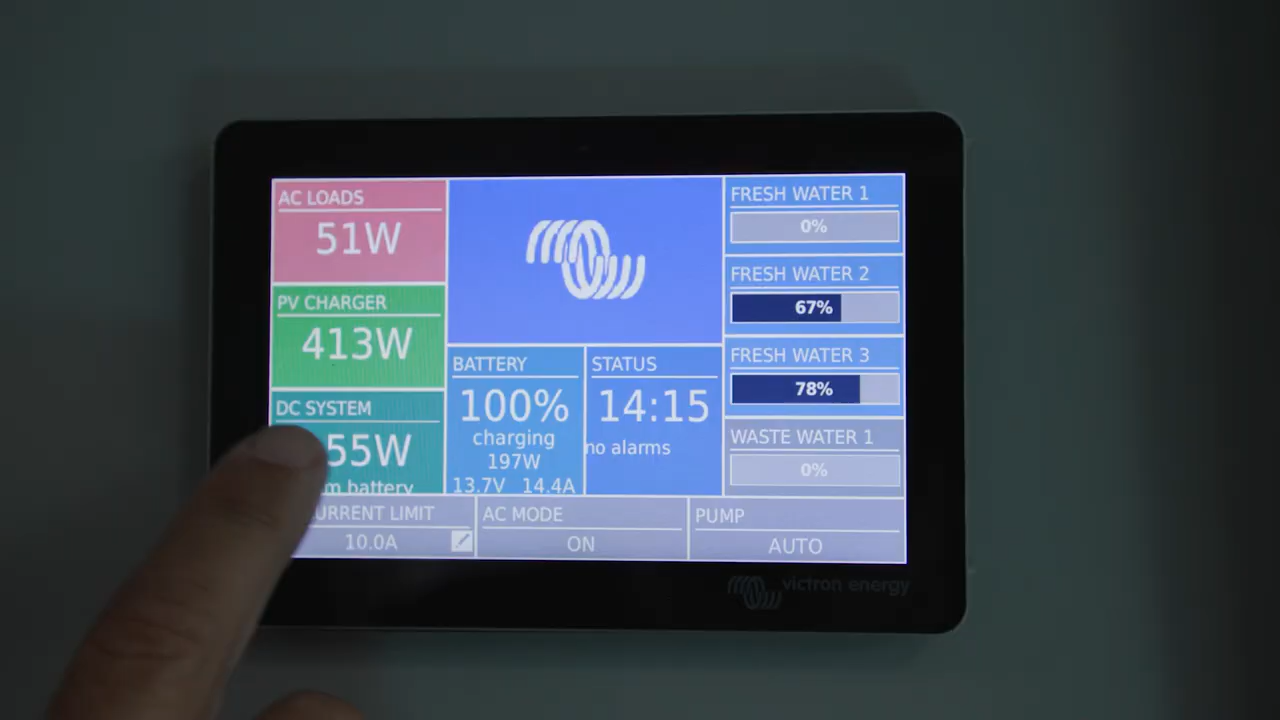 AC LOADS
51W
PV CHARGER
413W
DC SYSTEM
55W
battery
BATTERY
100%
charging
197W
13.7V 14.4A
STATUS
14:15
no alarms
FRESH WATER 1
0%
FRESH WATER 2
67%
FRESH WATER 3
78%
WASTE WATER 1
0%
URRENT LIMIT
10.0A
AC MODE
ON
PUMP
AUTO
victron energy